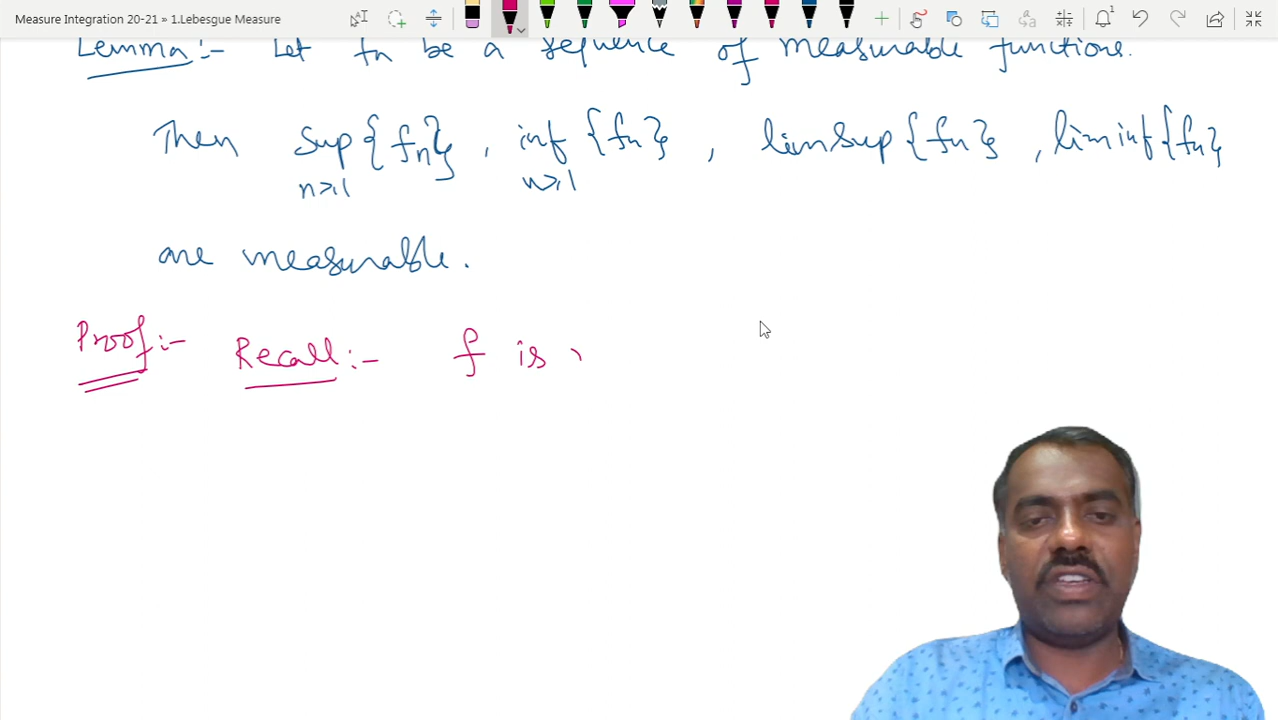 Measure Integration 20-21 » 1.Lebesgue Measure
Lemma :- Let fn be a sequence of measurable functions.
Then sup{fn}, inf{fn}, limsup{fn}, liminf{fn}
n≥1 n≥1
are measurable.
Proof :- Recall :- f is